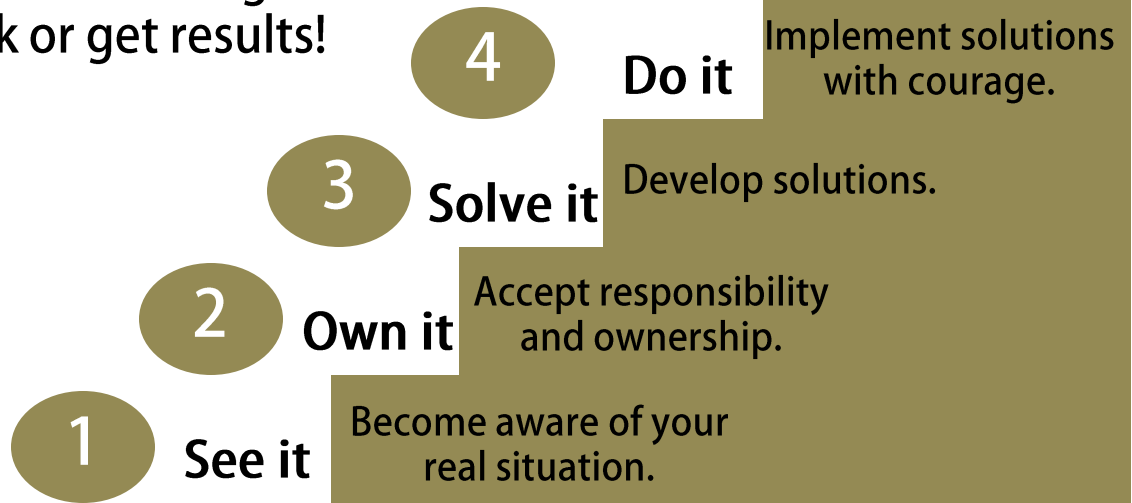 k or get results!
4
Do it
Implement solutions
with courage.
3
Solve it
Develop solutions.
2
Own it
Accept responsibility
and ownership.
1
See it
Become aware of your
real situation.